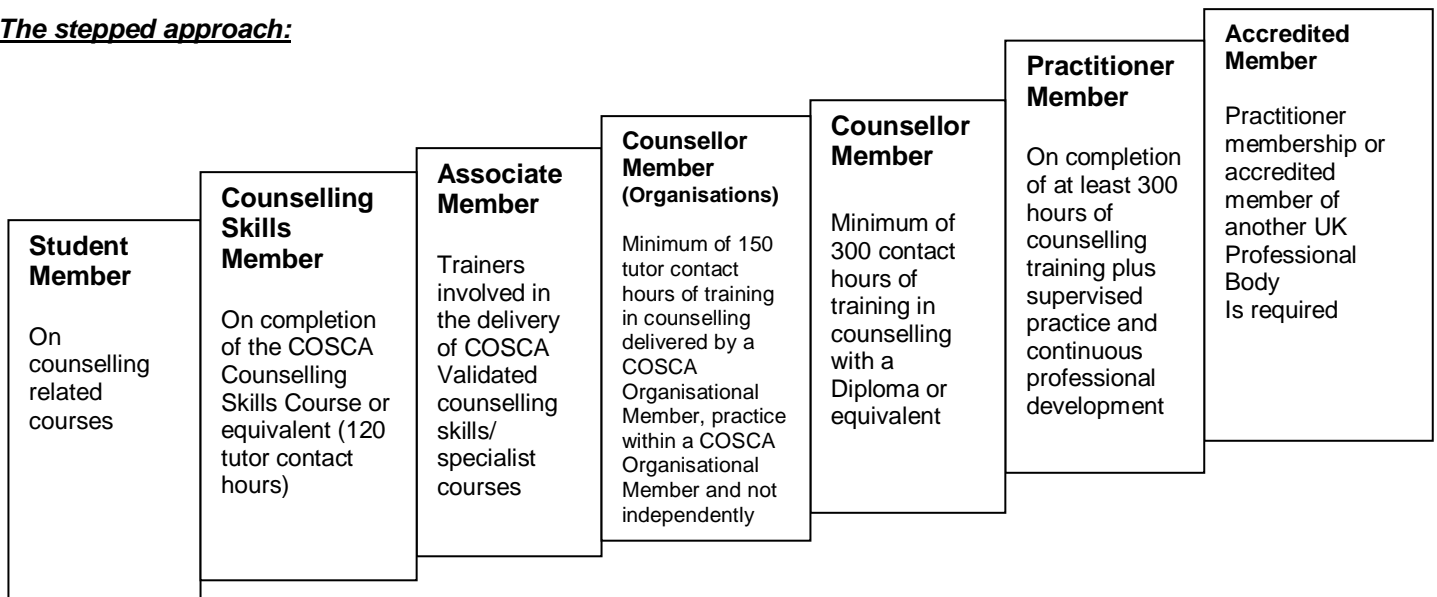 The stepped approach:
Student
Member
On
counselling
related
courses
Counselling
Skills
Member
On completion
of the COSCA
Counselling
Skills Course or
equivalent (120
tutor contact
hours)
Associate
Member
Trainers
involved in
the delivery
of COSCA
Validated
counselling
skills/
specialist
courses
Counsellor
Member
(Organisations)
Minimum of 150
tutor contact
hours of training
in counselling
delivered by a
COSCA
Organisational
Member, practice
within a COSCA
Organisational
Member and not
independently
Counsellor
Member
Minimum of
300 contact
hours of
training in
counselling
with a
Diploma or
equivalent
Practitioner
Member
On completion
of at least 300
hours of
counselling
training plus
supervised
practice and
continuous
professional
development
Accredited
Member
Practitioner
membership or
accredited
member of
another UK
Professional
Body
Is required